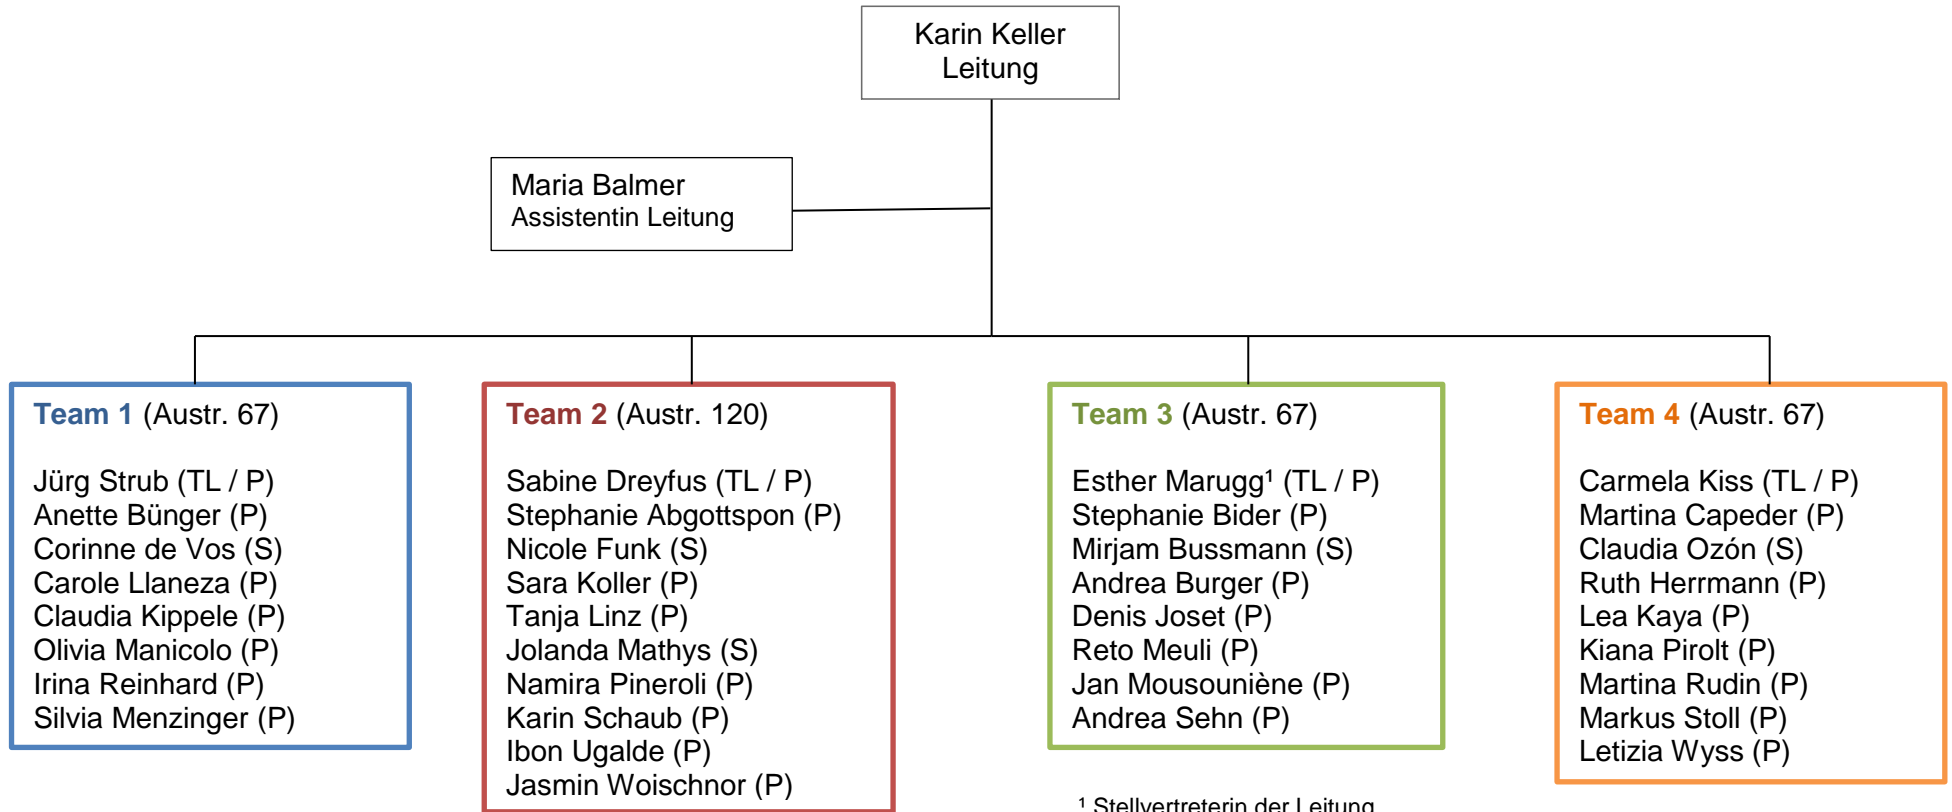 Karin Keller
Leitung
Maria Balmer
Assistentin Leitung
Team 1 (Austr. 67)
Jürg Strub (TL / P)
Anette Bünger (P)
Corinne de Vos (S)
Carole Llaneza (P)
Claudia Kippele (P)
Olivia Manicolo (P)
Irina Reinhard (P)
Silvia Menzinger (P)
Team 2 (Austr. 120)
Sabine Dreyfus (TL / P)
Stephanie Abgottspon (P)
Nicole Funk (S)
Sara Koller (P)
Tanja Linz (P)
Jolanda Mathys (S)
Namira Pineroli (P)
Karin Schaub (P)
Ibon Ugalde (P)
Jasmin Woischnor (P)
Team 3 (Austr. 67)
Esther Marugg¹ (TL / P)
Stephanie Bider (P)
Mirjam Bussmann (S)
Andrea Burger (P)
Denis Joset (P)
Reto Meuli (P)
Jan Mousouniène (P)
Andrea Sehn (P)
¹ Stellvertreterin der Leitung
Team 4 (Austr. 67)
Carmela Kiss (TL / P)
Martina Capeder (P)
Claudia Ozón (S)
Ruth Herrmann (P)
Lea Kaya (P)
Kiana Pirolt (P)
Martina Rudin (P)
Markus Stoll (P)
Letizia Wyss (P)